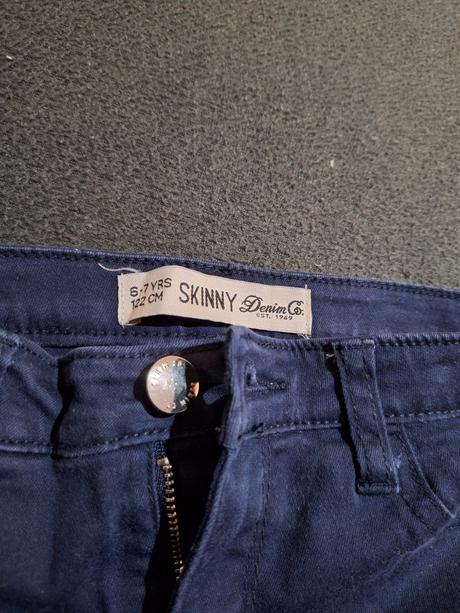 6-7 YRS
122 CM
SKINNY
Denim Co.
EST. 1969